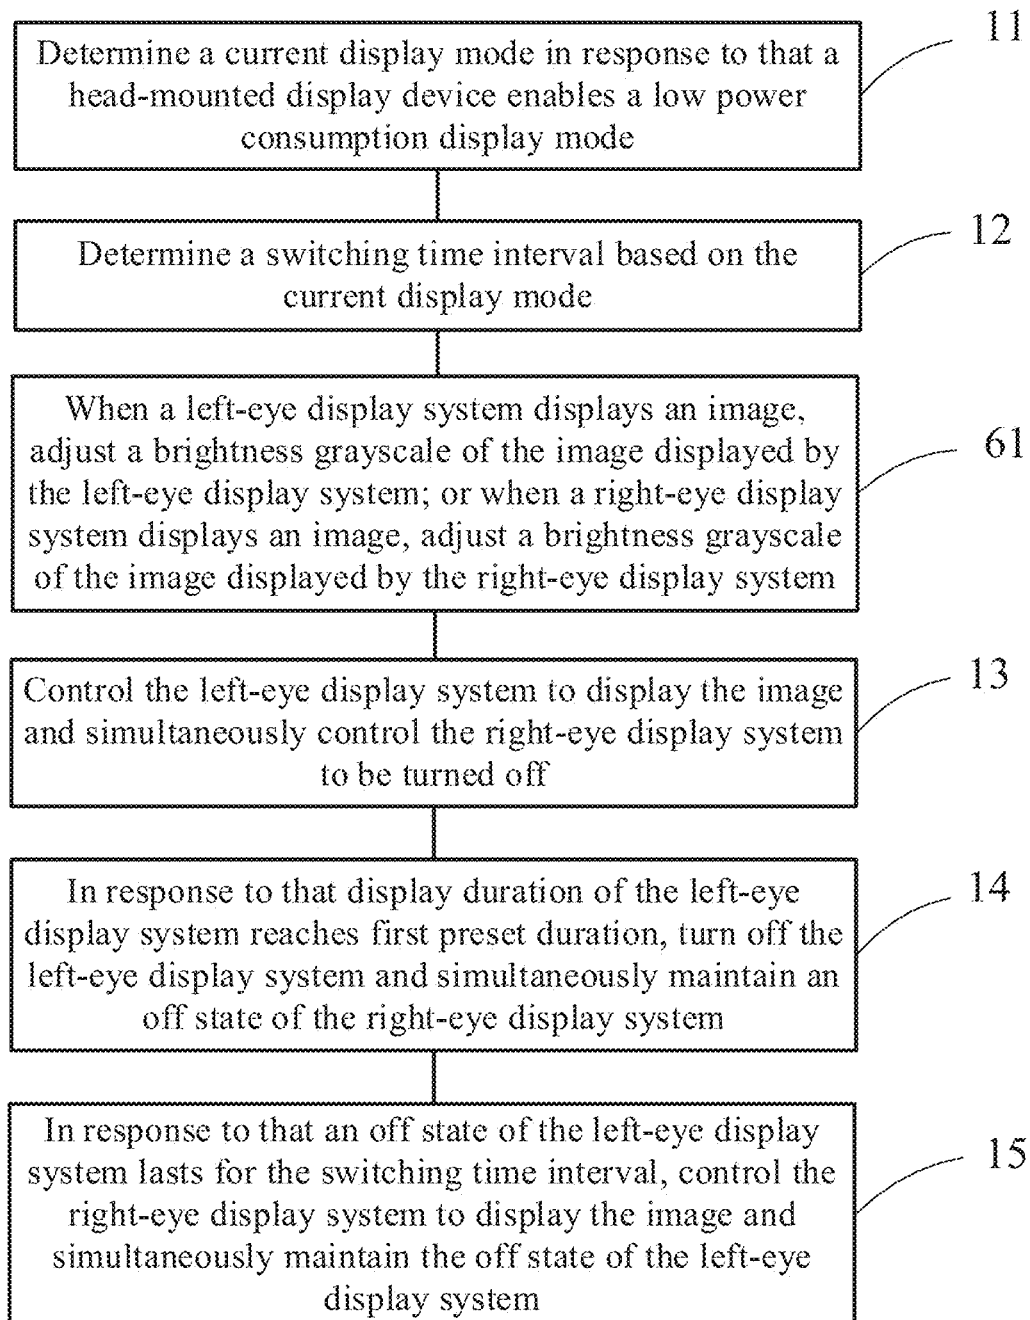 11
Determine a current display mode in response to that a
head-mounted display device enables a low power
consumption display mode
12
Determine a switching time interval based on the
current display mode
When a left-eye display system displays an image,
adjust a brightness grayscale of the image displayed by
the left-eye display system; or when a right-eye display
system displays an image, adjust a brightness grayscale
of the image displayed by the right-eye display system
61
Control the left-eye display system to display the image
and simultaneously control the right-eye display system
to be turned off
13
In response to that display duration of the left-eye
display system reaches first preset duration, turn off the
left-eye display system and simultaneously maintain an
off state of the right-eye display system
14
In response to that an off state of the left-eye display
system lasts for the switching time interval, control the
right-eye display system to display the image and
simultaneously maintain the off state of the left-eye
display system
15